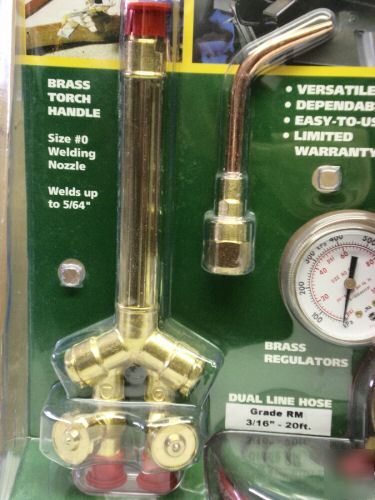 BRASS
TORCH
HANDLE
Size #0
Welding
Nozzle
Welds up
to 5/64"
• VERSATILE
• DEPENDAB
• EASY-TO-US
• LIMITED
WARRANTY
BRASS
REGULATORS
DUAL LINE HOSE
Grade RM
3/16" - 20ft.